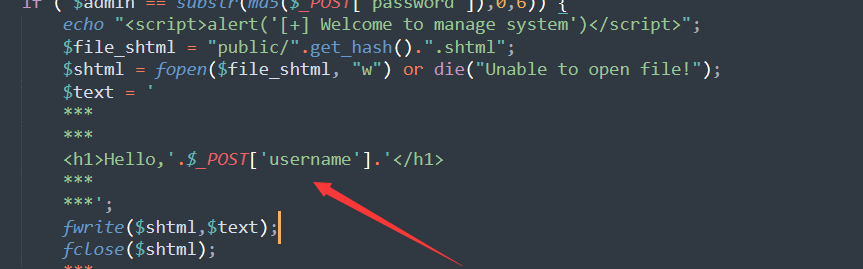 if ( $admin == substr(md5($_POST['password']),0,6)) {
echo "<script>alert('[+] Welcome to manage system')</script>";
$file_shtml = "public/".get_hash().".shtml";
$shtml = fopen($file_shtml, "w") or die("Unable to open file!");
$text = '
***
***
<h1>Hello,'.$_POST['username'].'</h1>
***
***';
fwrite($shtml,$text);
fclose($shtml);
***